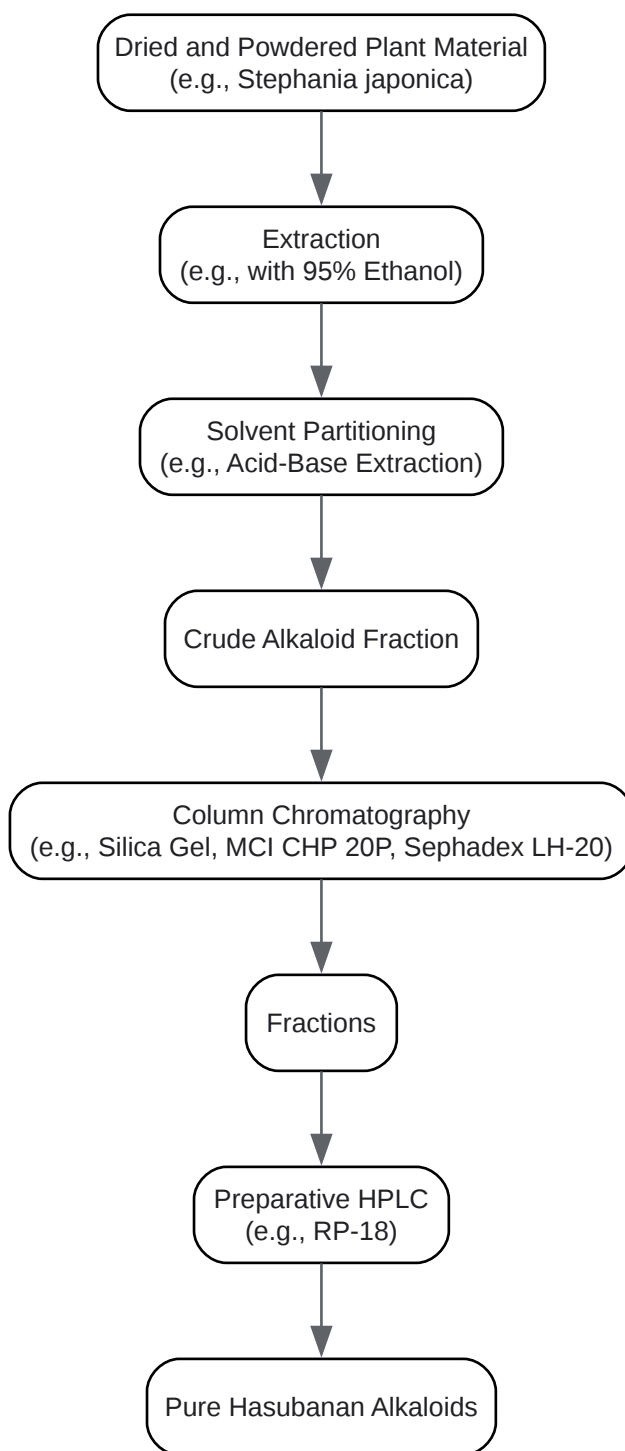 Dried and Powdered Plant Material
(e.g., Stephania japonica)
Extraction
(e.g., with 95% Ethanol)
Solvent Partitioning
(e.g., Acid-Base Extraction)
Crude Alkaloid Fraction
Column Chromatography
(e.g., Silica Gel, MCI CHP 20P, Sephadex LH-20)
Fractions
Preparative HPLC
(e.g., RP-18)
Pure Hasubanan Alkaloids